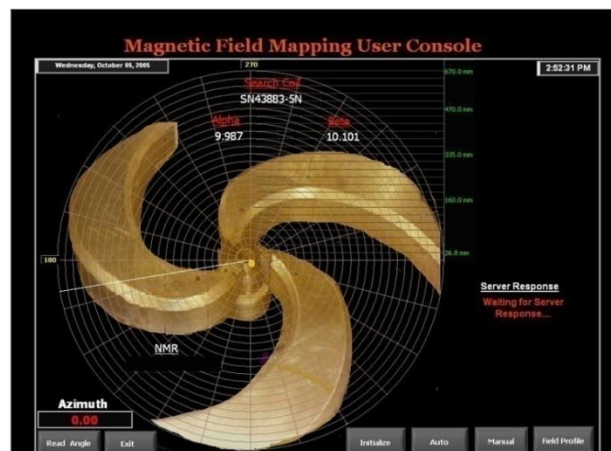 Magnetic Field Mapping User Console
Wednesday, October 05, 2005
270
2:52:31 PM
670.0 mm
Search Coil
SN43883-5N
470.0 mm
Alpha
Beta
9.987
10.101
335.0 mm
160.0 mm
180
26.8 mm
Server Response
Waiting for Server
Response....
NMR
Azimuth
0.00
Read Angle
Exit
Initialize
Auto
Manual
Field Profile